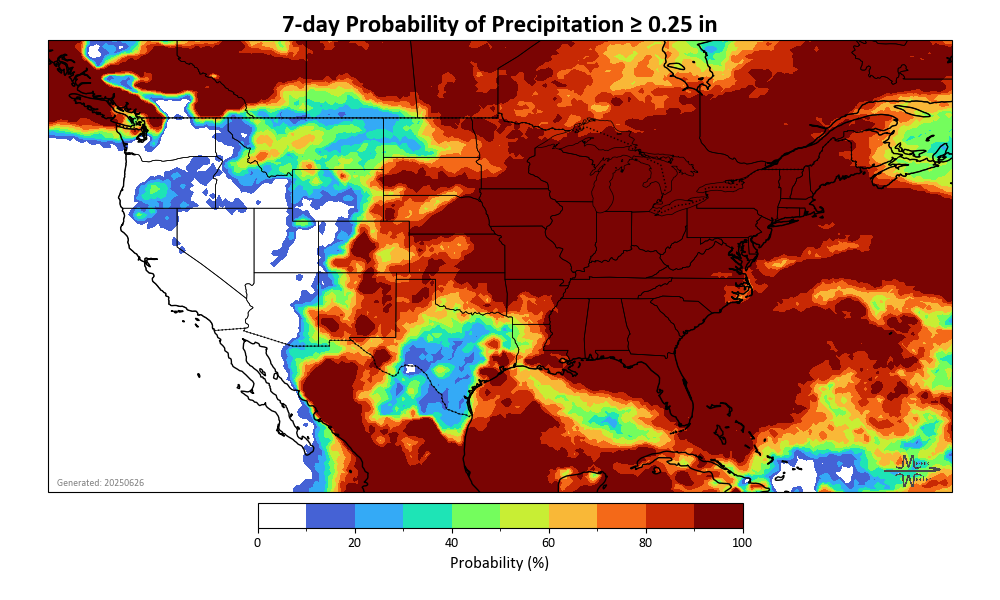 7-day Probability of Precipitation ≥ 0.25 in
Generated: 20250626
0 20 40 60 80 100
Probability (%)